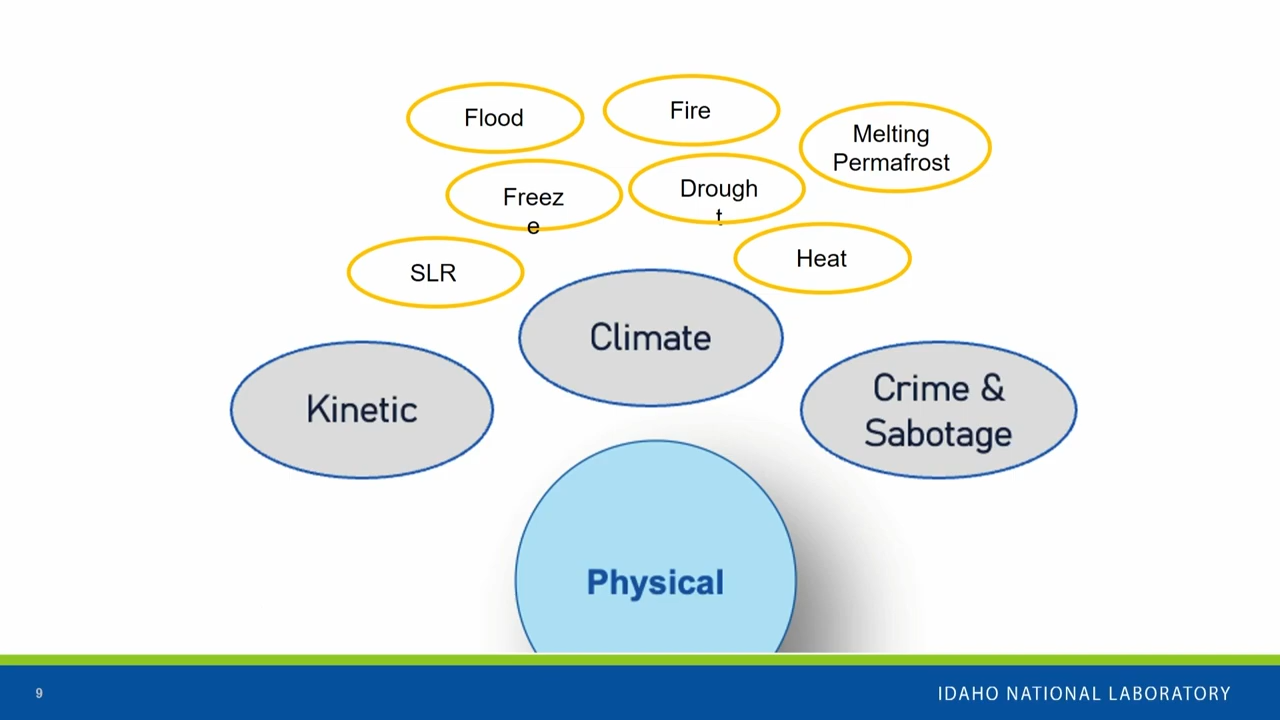 Flood
Fire
Melting
Permafrost
Freez
e
Drough
t
SLR
Heat
Climate
Kinetic
Crime &
Sabotage
Physical
9
IDAHO NATIONAL LABORATORY